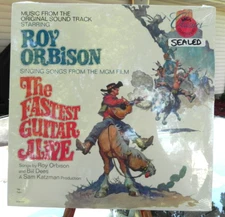 MUSIC FROM THE
ORIGINAL SOUND TRACK
STARRING
ROY
ORBISON
SEALED
SINGING SONGS FROM THE MGM FILM
The
FASTEST
GUITAR
ALIVE
Songs by Roy Orbison
and Bill Dees
A Sam Katzman Production